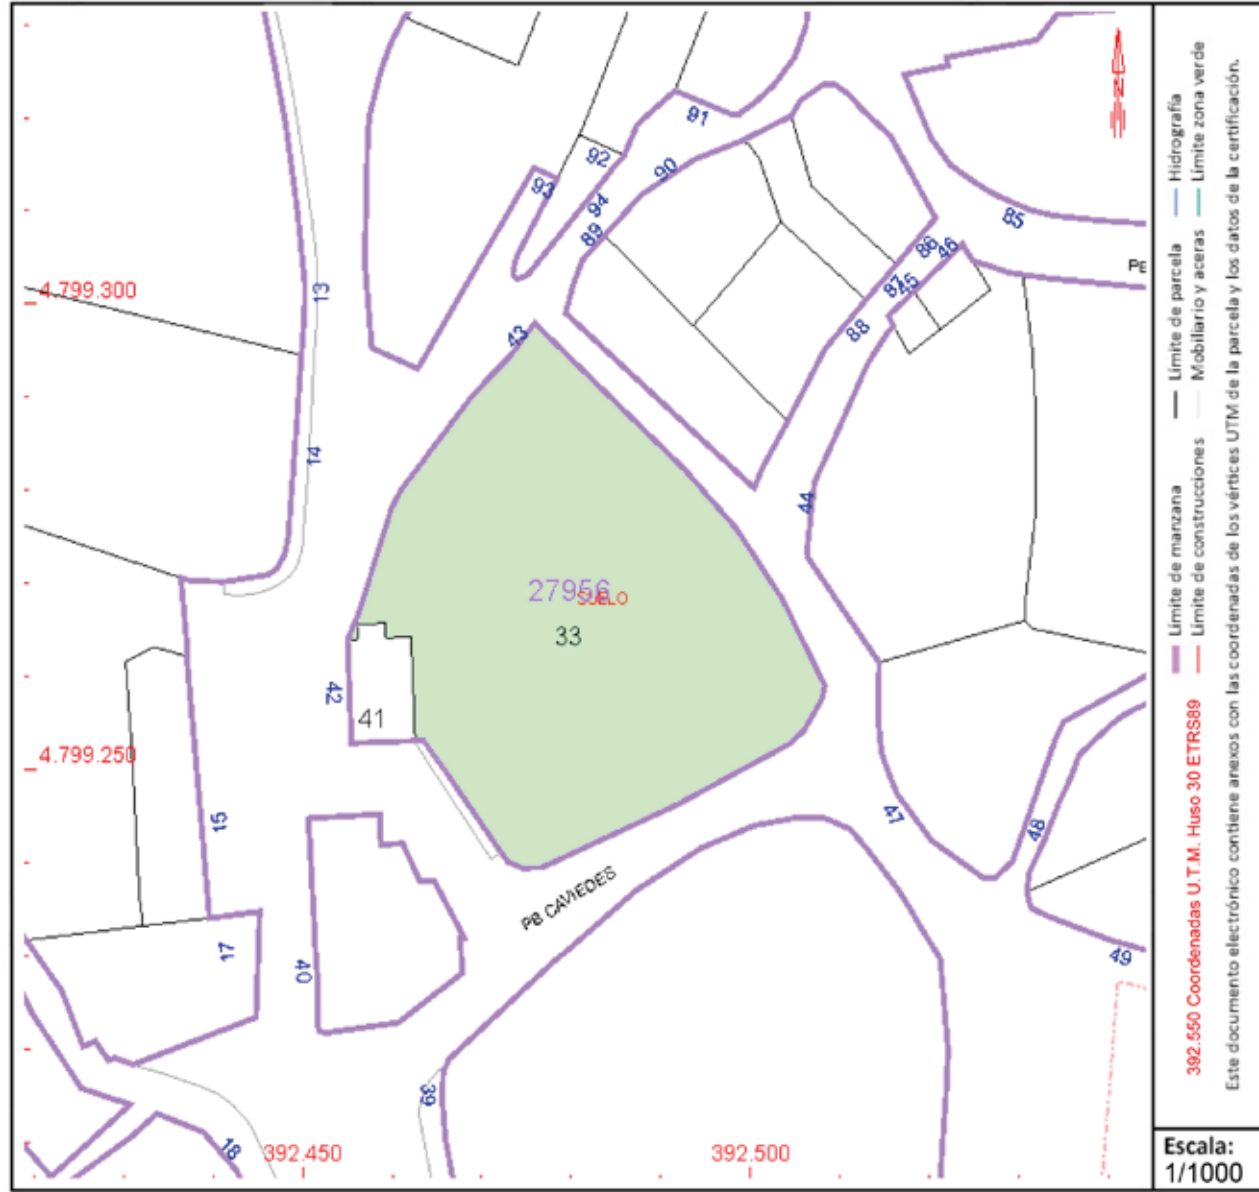 91
92
90
93
94
89
85
86
46
PE
87
45
4.799.300
13
88
43
14
44
27956
SUELO
33
42
41
4.799.250
15
47
48
PB CAVIEDES
17
40
49
39
18
392.450
392.500
N
Límite de manzana
Límite de parcela
Hidrografía
Límite de construcciones
Mobiliario y aceras
Límite zona verde
392.550 Coordenadas U.T.M. Huso 30 ETRS89
Este documento electrónico contiene anexos con las coordenadas de los vértices UTM de la parcela y los datos de la certificación.
Escala:
1/1000